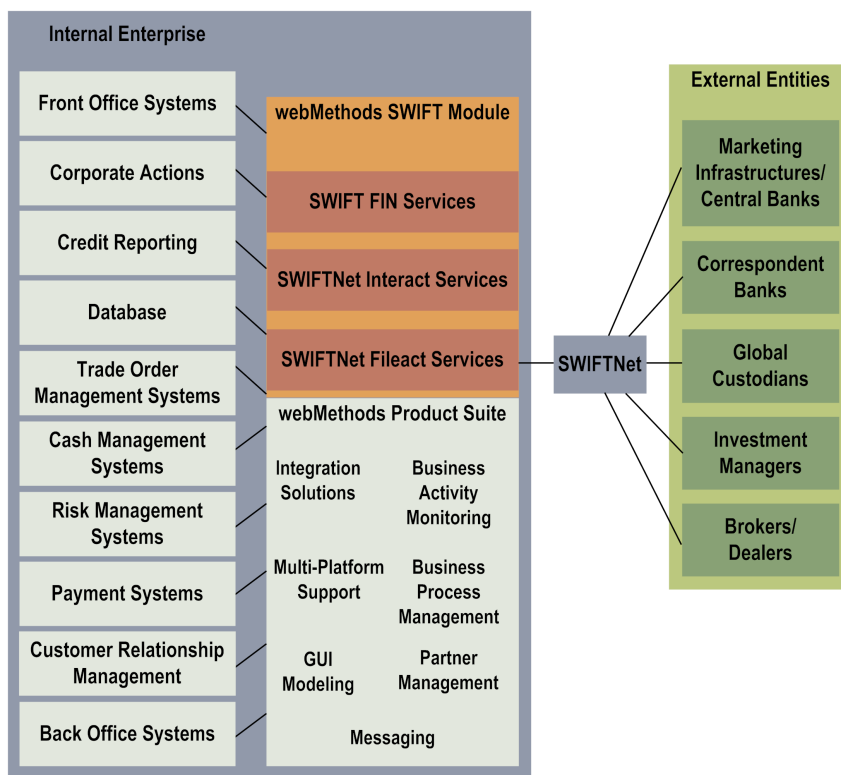 Internal Enterprise
Front Office Systems
Corporate Actions
Credit Reporting
Database
Trade Order
Management Systems
Cash Management
Systems
Risk Management
Systems
Payment Systems
Customer Relationship
Management
Back Office Systems
webMethods SWIFT Module
SWIFT FIN Services
SWIFTNet Interact Services
SWIFTNet Fileact Services
webMethods Product Suite
Integration
Solutions
Business
Activity
Monitoring
Multi-Platform
Support
Business
Process
Management
GUI
Modeling
Partner
Management
Messaging
SWIFTNet
External Entities
Marketing
Infrastructures/
Central Banks
Correspondent
Banks
Global
Custodians
Investment
Managers
Brokers/
Dealers